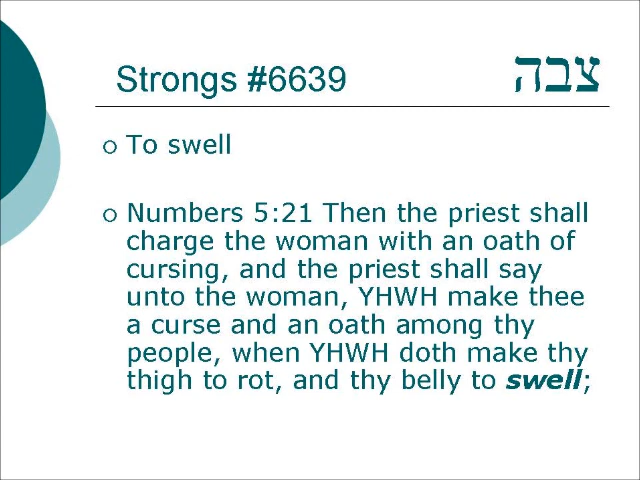 Strongs #6639 צבה
To swell
Numbers 5:21 Then the priest shall
charge the woman with an oath of
cursing, and the priest shall say
unto the woman, YHWH make thee
a curse and an oath among thy
people, when YHWH doth make thy
thigh to rot, and thy belly to swell;